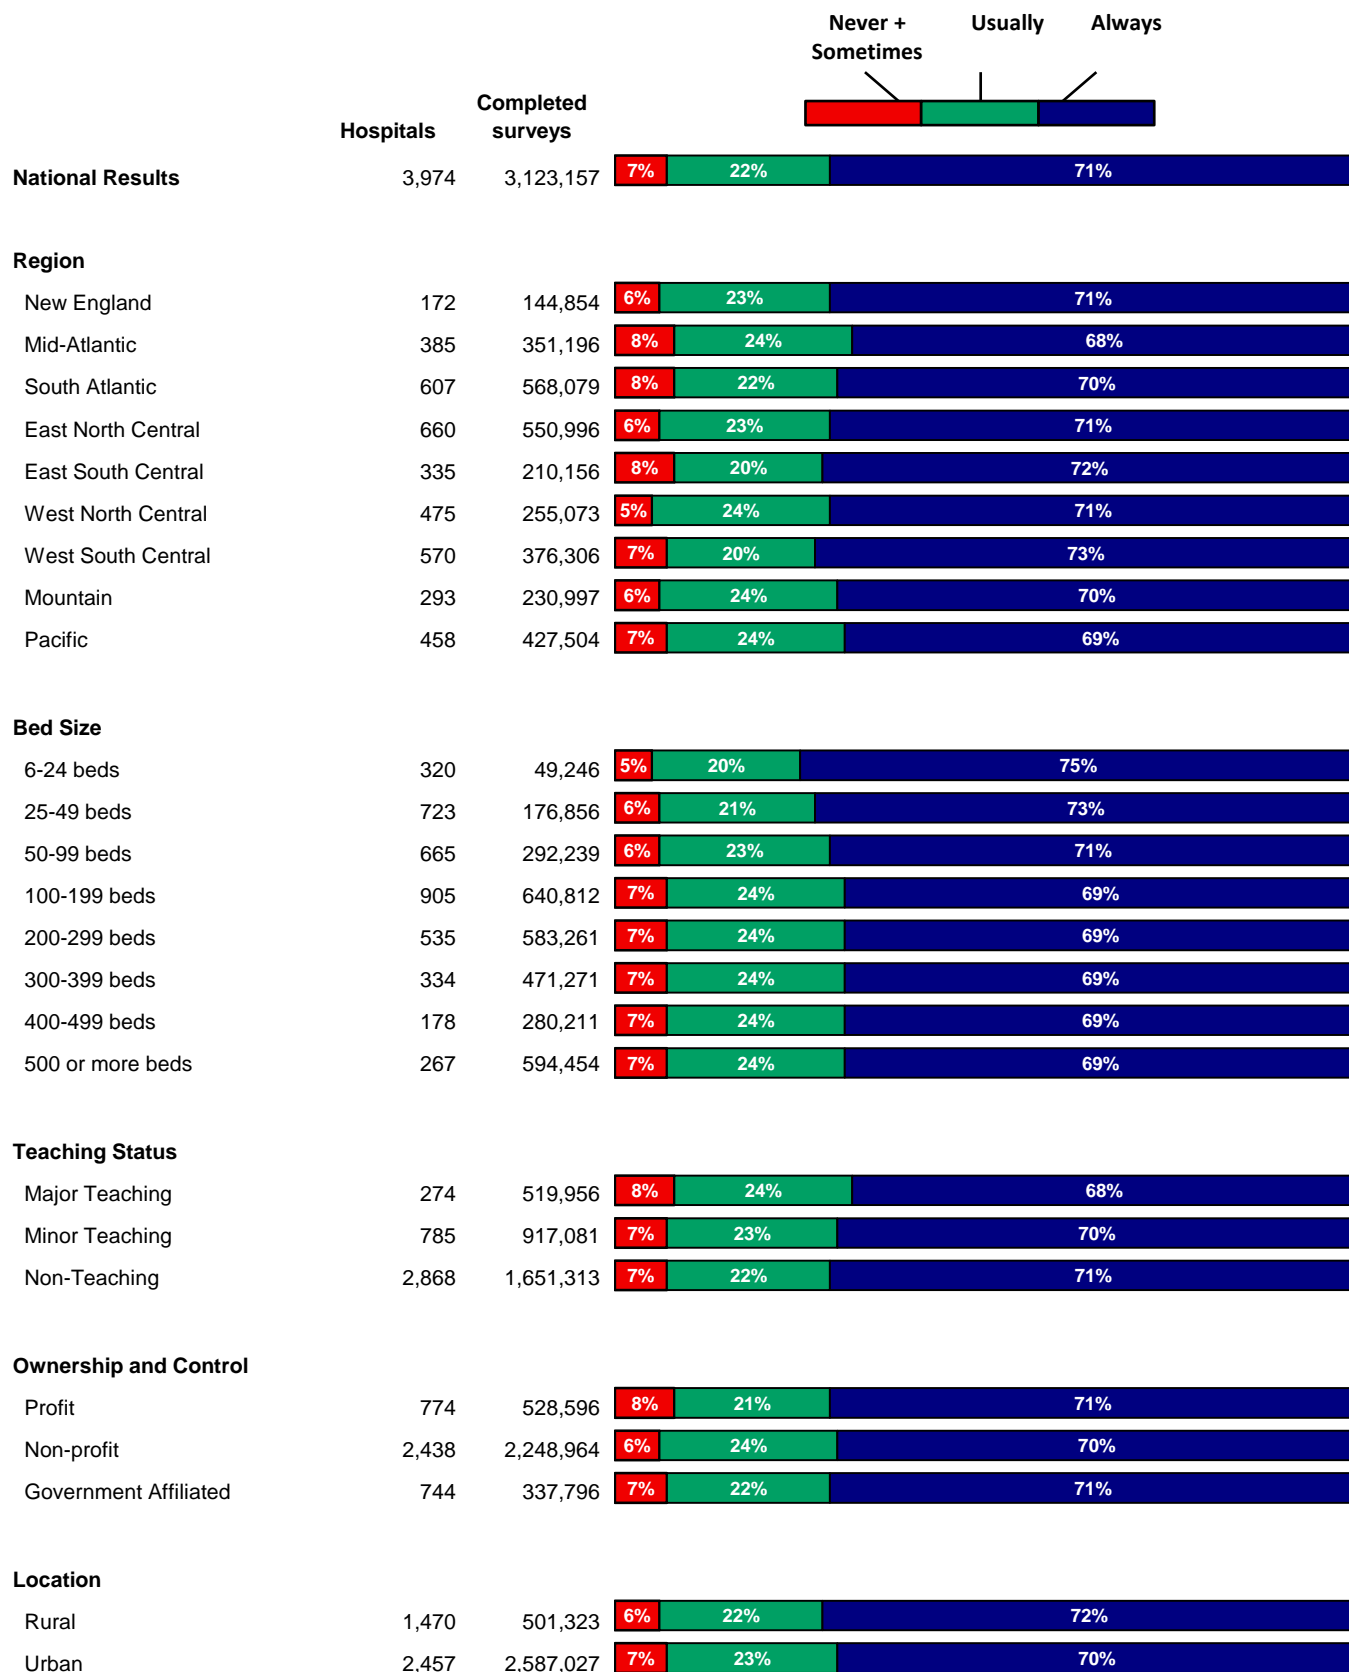 Never + Usually Always
Sometimes
Completed
Hospitals surveys
National Results 3,974 3,123,157 7% 22% 71%
Region
New England 172 144,854 6% 23% 71%
Mid-Atlantic 385 351,196 8% 24% 68%
South Atlantic 607 568,079 8% 22% 70%
East North Central 660 550,996 6% 23% 71%
East South Central 335 210,156 8% 20% 72%
West North Central 475 255,073 5% 24% 71%
West South Central 570 376,306 7% 20% 73%
Mountain 293 230,997 6% 24% 70%
Pacific 458 427,504 7% 24% 69%
Bed Size
6-24 beds 320 49,246 5% 20% 75%
25-49 beds 723 176,856 6% 21% 73%
50-99 beds 665 292,239 6% 23% 71%
100-199 beds 905 640,812 7% 24% 69%
200-299 beds 535 583,261 7% 24% 69%
300-399 beds 334 471,271 7% 24% 69%
400-499 beds 178 280,211 7% 24% 69%
500 or more beds 267 594,454 7% 24% 69%
Teaching Status
Major Teaching 274 519,956 8% 24% 68%
Minor Teaching 785 917,081 7% 23% 70%
Non-Teaching 2,868 1,651,313 7% 22% 71%
Ownership and Control
Profit 774 528,596 8% 21% 71%
Non-profit 2,438 2,248,964 6% 24% 70%
Government Affiliated 744 337,796 7% 22% 71%
Location
Rural 1,470 501,323 6% 22% 72%
Urban 2,457 2,587,027 7% 23% 70%